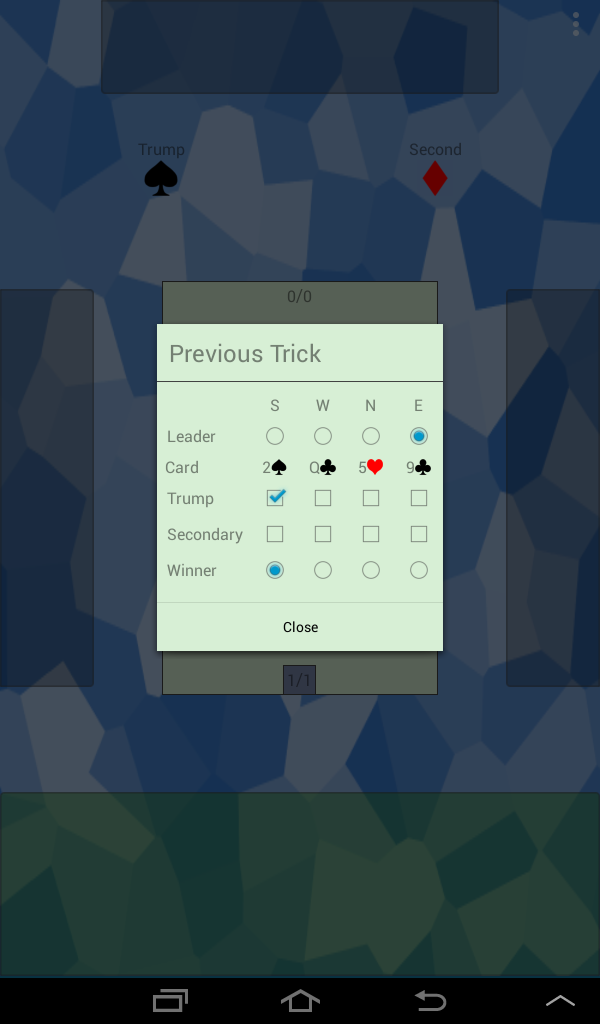 Trump Second
0/0
Previous Trick
S W N E
Leader
Card 2♠ Q♣ 5♥ 9♣
Trump
Secondary
Winner
Close
1/1